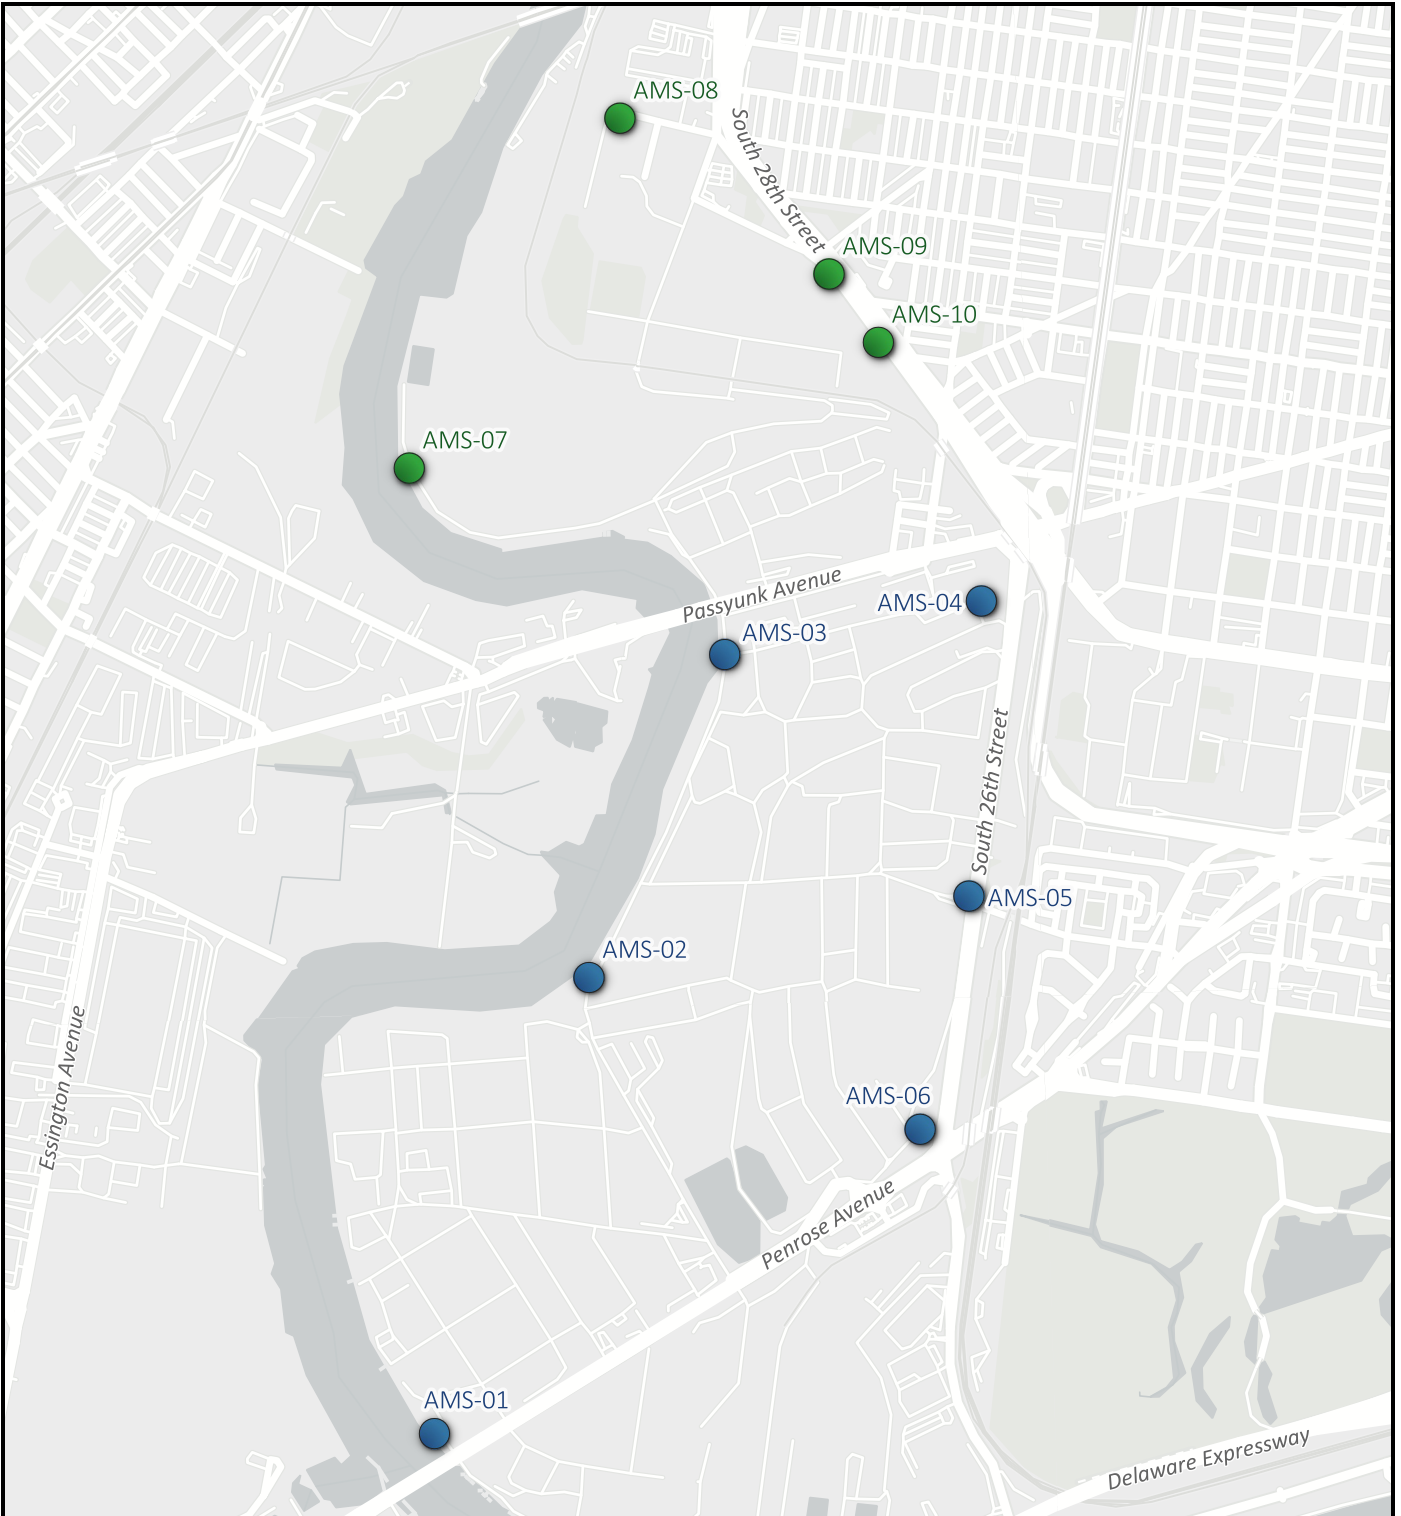 AMS-08
South 28th Street
AMS-09
AMS-10
AMS-07
Passyunk Avenue
AMS-04
AMS-03
South 26th Street
AMS-05
AMS-02
Essington Avenue
AMS-06
Penrose Avenue
AMS-01
Delaware Expressway